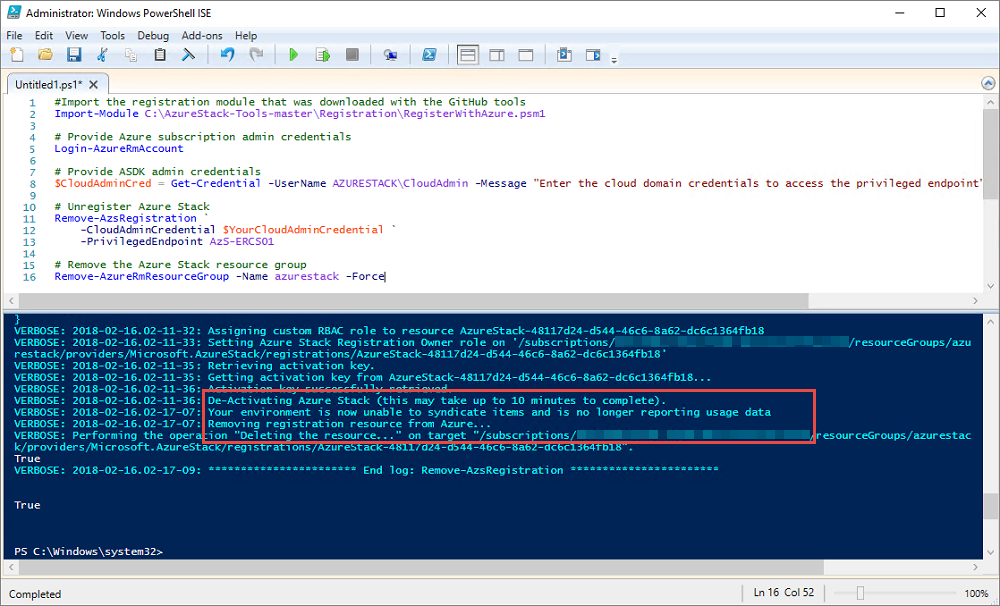 Administrator: Windows PowerShell ISE
File Edit View Tools Debug Add-ons Help
Untitled1.ps1*
1 #Import the registration module that was downloaded with the GitHub tools
2 Import-Module C:\AzureStack-Tools-master\Registration\RegisterWithAzure.psm1
3
4 # Provide Azure subscription admin credentials
5 Login-AzureRmAccount
6
7 # Provide ASDK admin credentials
8 $CloudAdminCred = Get-Credential -UserName AZURESTACK\CloudAdmin -Message "Enter the cloud domain credentials to access the privileged endpoint"
9
10 # Unregister Azure Stack
11 Remove-AzsRegistration `
12 -CloudAdminCredential $YourCloudAdminCredential `
13 -PrivilegedEndpoint AzS-ERCS01
14
15 # Remove the Azure Stack resource group
16 Remove-AzureRmResourceGroup -Name azurestack -Force
}
VERBOSE: 2018-02-16.02-11-32: Assigning custom RBAC role to resource AzureStack-48117d24-d544-46c6-8a62-dc6c1364fb18
VERBOSE: 2018-02-16.02-11-33: Setting Azure Stack Registration Owner role on '/subscriptions/ /resourceGroups/azu
restack/providers/Microsoft.AzureStack/registrations/AzureStack-48117d24-d544-46c6-8a62-dc6c1364fb18'
VERBOSE: 2018-02-16.02-11-35: Retrieving activation key.
VERBOSE: 2018-02-16.02-11-35: Getting activation key from AzureStack-48117d24-d544-46c6-8a62-dc6c1364fb18...
VERBOSE: 2018-02-16.02-11-36: Activation key successfully retrieved.
VERBOSE: 2018-02-16.02-11-36: De-Activating Azure Stack (this may take up to 10 minutes to complete).
VERBOSE: 2018-02-16.02-17-07: Your environment is now unable to syndicate items and is no longer reporting usage data
VERBOSE: 2018-02-16.02-17-07: Removing registration resource from Azure...
VERBOSE: Performing the operation "Deleting the resource..." on target "/subscriptions/ /resourceGroups/azurestac
k/providers/Microsoft.AzureStack/registrations/AzureStack-48117d24-d544-46c6-8a62-dc6c1364fb18".
True
VERBOSE: 2018-02-16.02-17-09: *********************** End log: Remove-AzsRegistration ***********************
True
PS C:\Windows\system32>
Completed
Ln 16 Col 52
100%